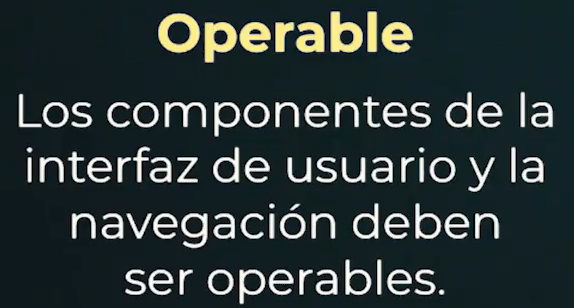 Operable
Los componentes de la
interfaz de usuario y la
navegación deben
ser operables.